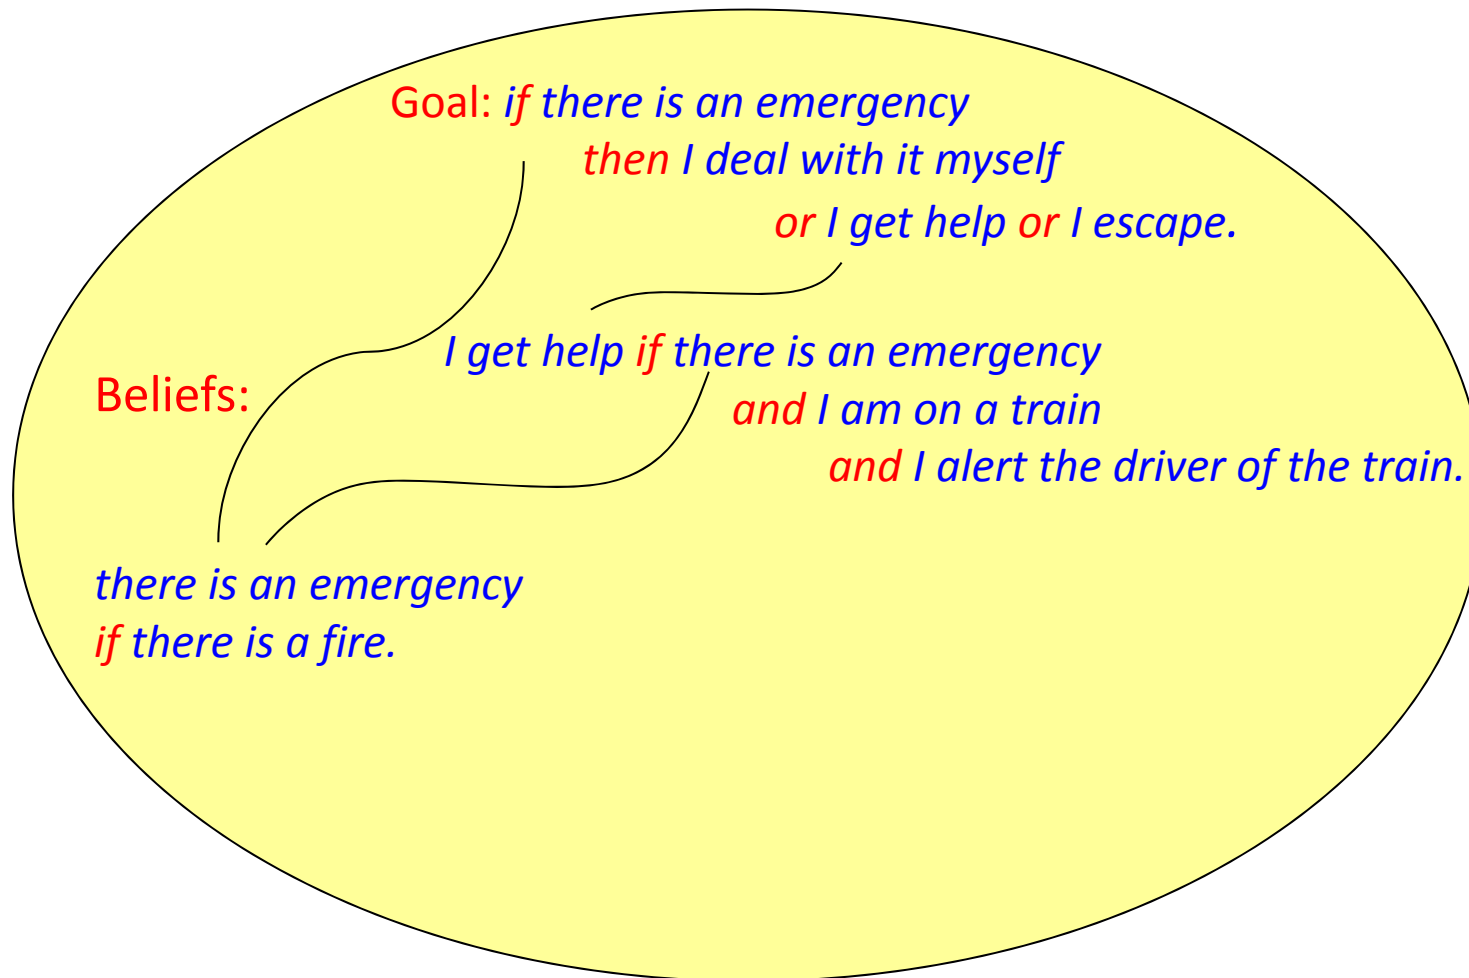 Goal: if there is an emergency
then I deal with it myself
or I get help or I escape.
I get help if there is an emergency
Beliefs:
and I am on a train
and I alert the driver of the train.
there is an emergency
if there is a fire.